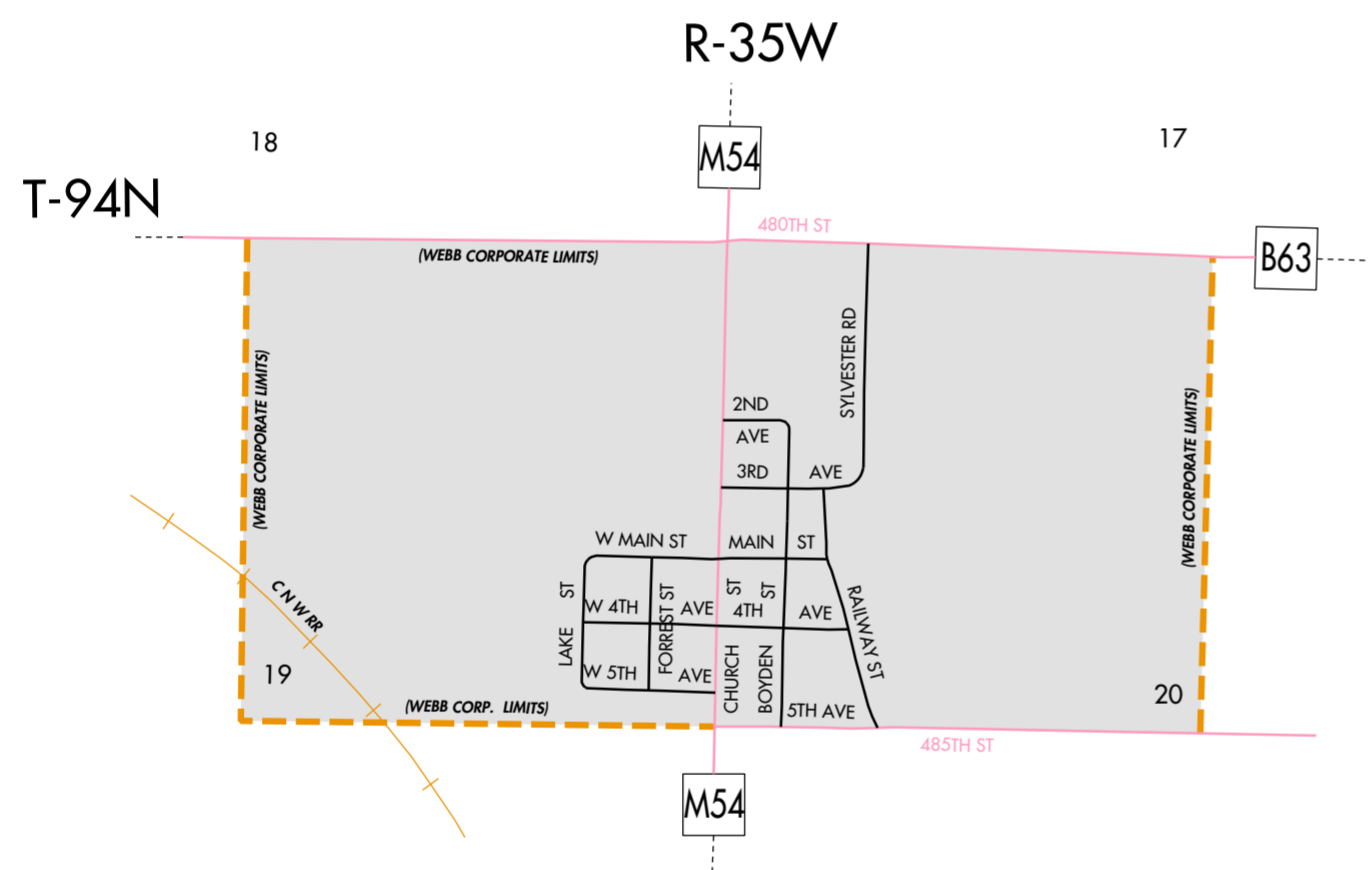 R-35W
18
M54
17
T-94N
480TH ST
(WEBB CORPORATE LIMITS)
B63
(WEBB CORPORATE LIMITS)
SYLVESTER RD
(WEBB CORPORATE LIMITS)
2ND
AVE
3RD AVE
W MAIN ST MAIN ST
C N W RR
LAKE ST
FORREST ST
CHURCH ST
BOYDEN ST
RAILWAY ST
W 4TH AVE 4TH AVE
W 5TH AVE
19
20
(WEBB CORP. LIMITS)
5TH AVE
485TH ST
M54